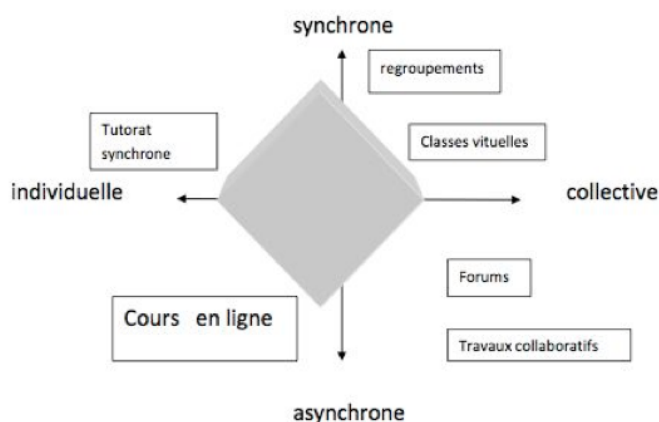 synchrone
regroupements
Tutorat
synchrone
Classes vituelles
individuelle
collective
Forums
Cours en ligne
Travaux collaboratifs
asynchrone